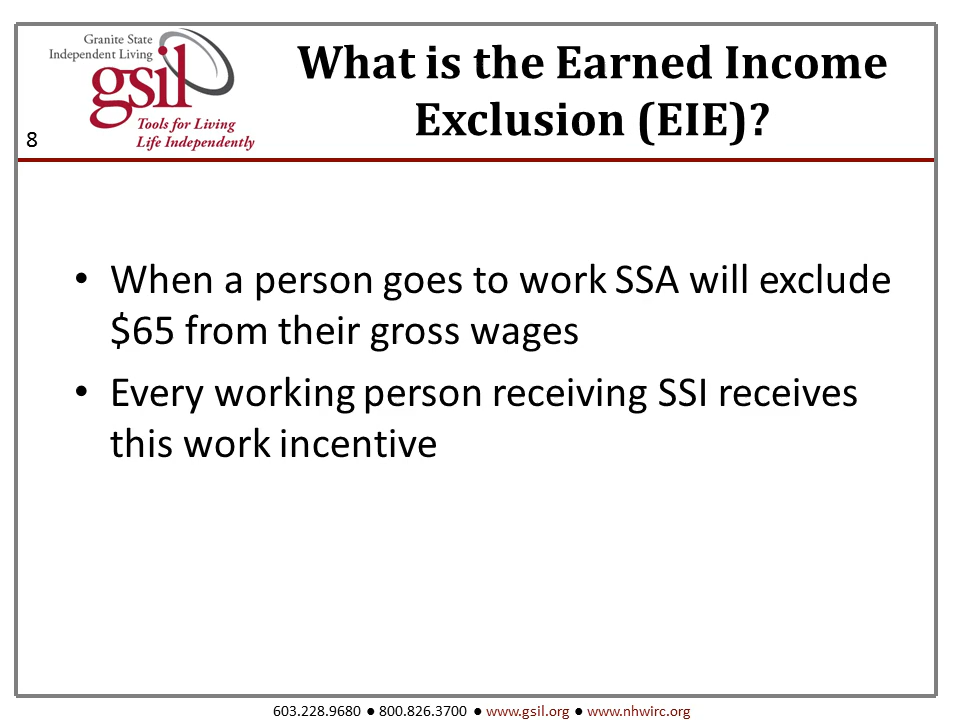 Granite State
Independent Living
gsil
Tools for Living
Life Independently
What is the Earned Income
Exclusion (EIE)?
8
• When a person goes to work SSA will exclude
$65 from their gross wages
• Every working person receiving SSI receives
this work incentive
603.228.9680 ● 800.826.3700 ● www.gsil.org ● www.nhwirc.org